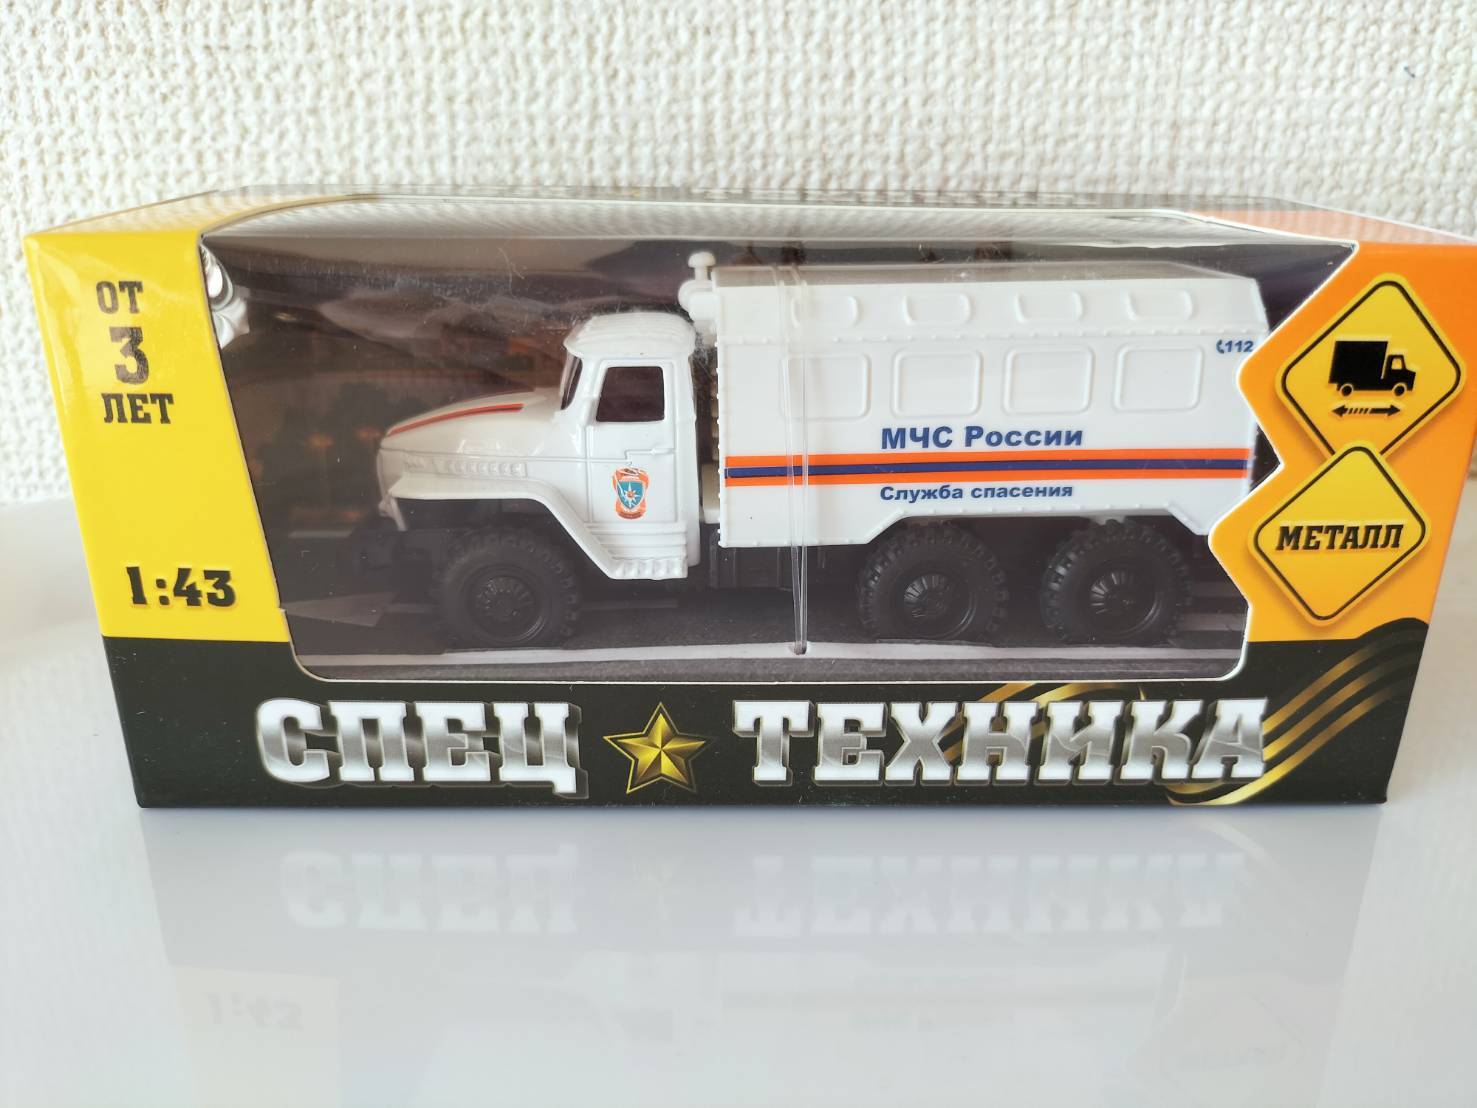 ОТ
3
ЛЕТ
1:43
112
МЧС России
Служба спасения
МЕТАЛЛ
СПЕЦ ТЕХНИКА